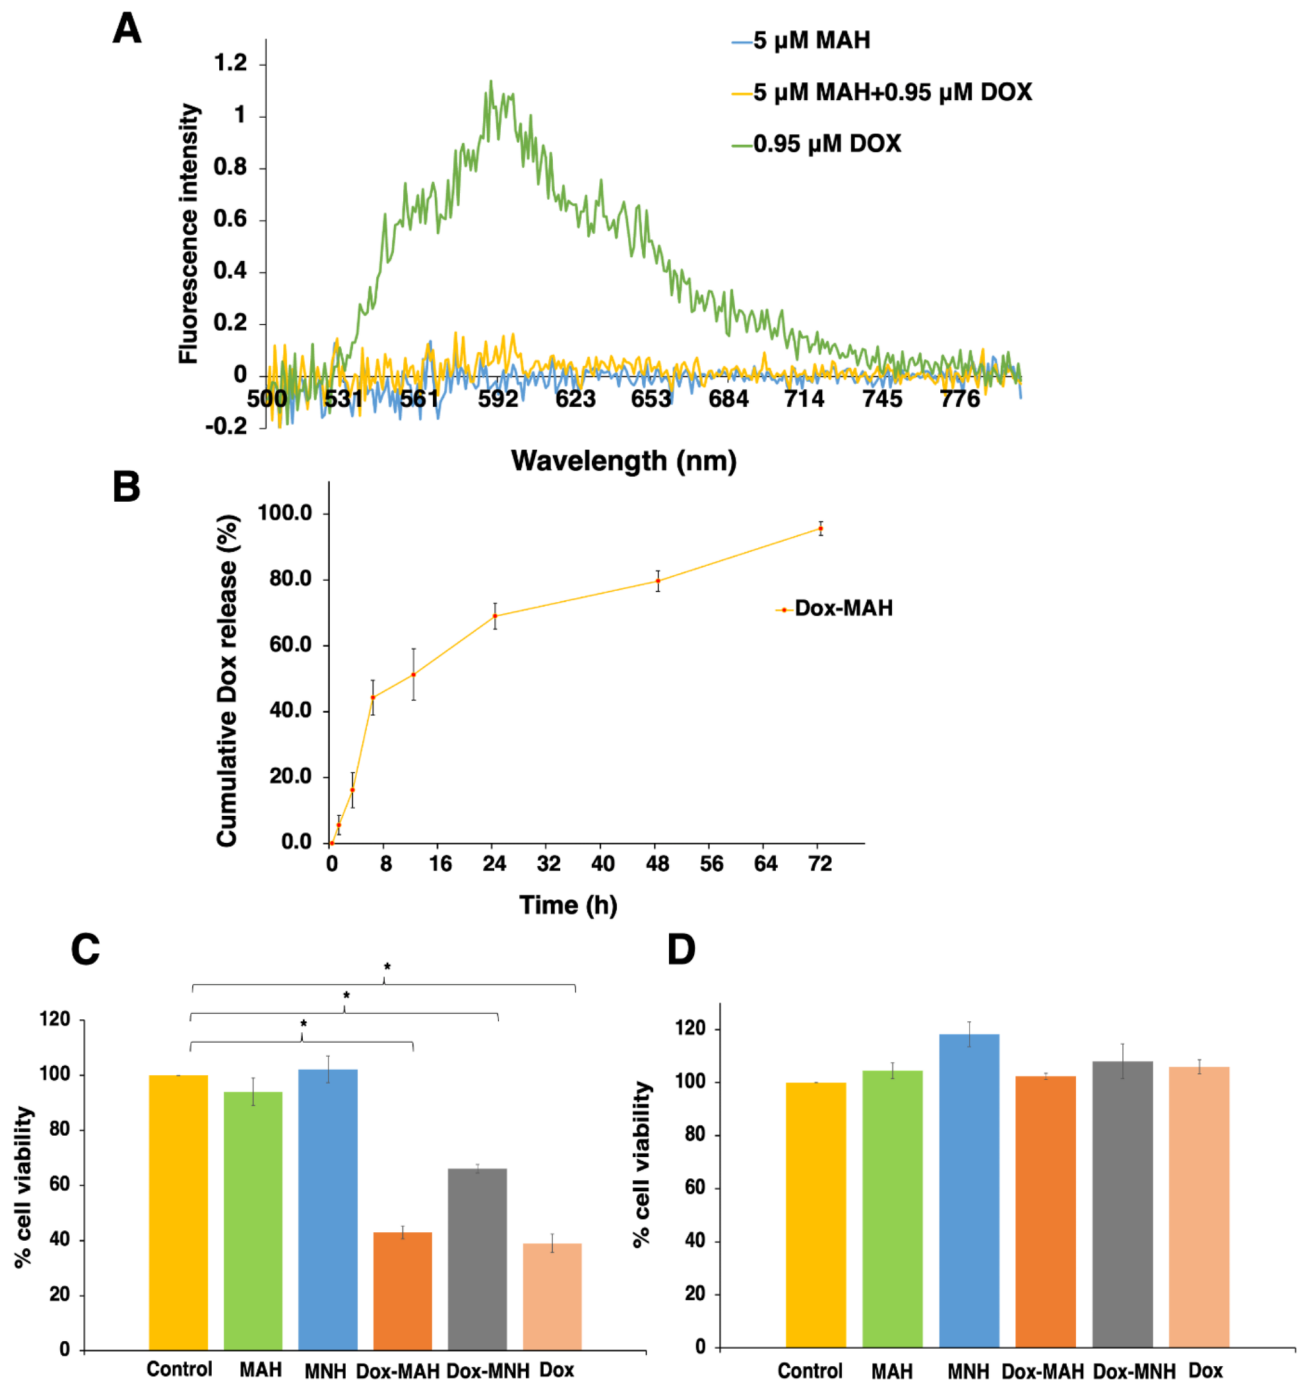 A
5 µM MAH
5 µM MAH+0.95 µM DOX
0.95 µM DOX
Fluorescence intensity
1.2
1
0.8
0.6
0.4
0.2
0
-0.2
500 531 561 592 623 653 684 714 745 776
Wavelength (nm)
B
Cumulative Dox release (%)
100.0
80.0
60.0
40.0
20.0
0.0
Dox-MAH
0 8 16 24 32 40 48 56 64 72
Time (h)
C
*
*
*
% cell viability
120
100
80
60
40
20
0
Control MAH MNH Dox-MAH Dox-MNH Dox
D
% cell viability
120
100
80
60
40
20
0
Control MAH MNH Dox-MAH Dox-MNH Dox